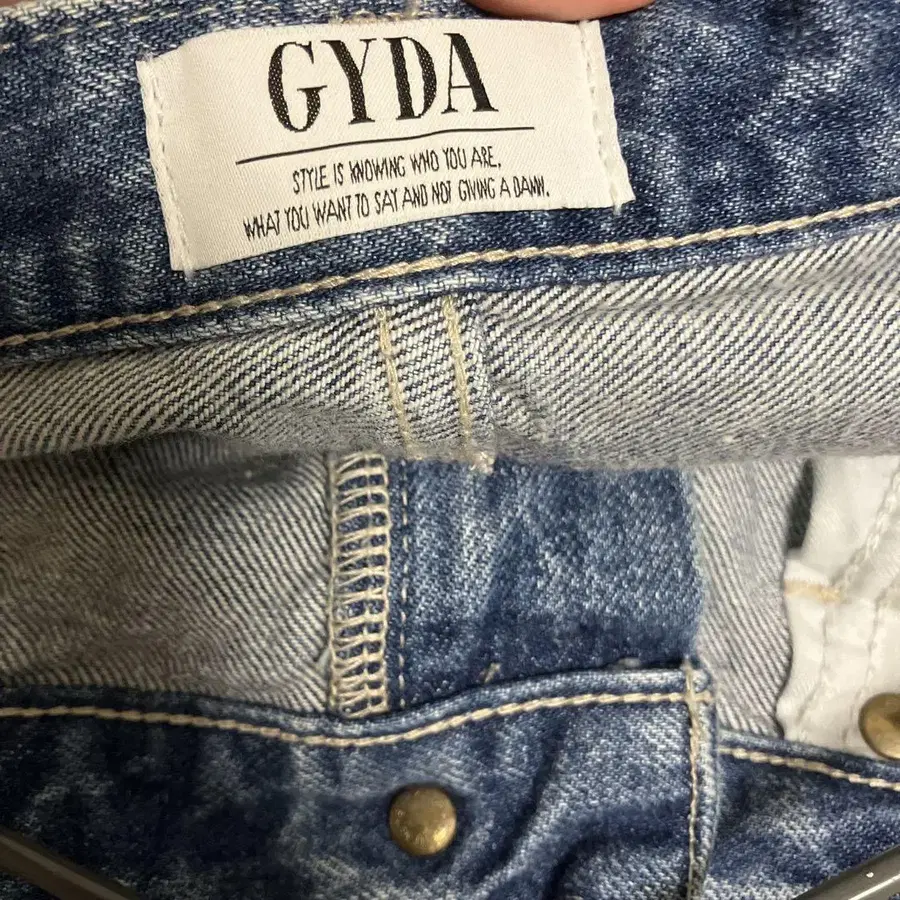 GYDA
STYLE IS KNOWING WHO YOU ARE,
WHAT YOU WANT TO SAY AND NOT GIVING A DAMN.